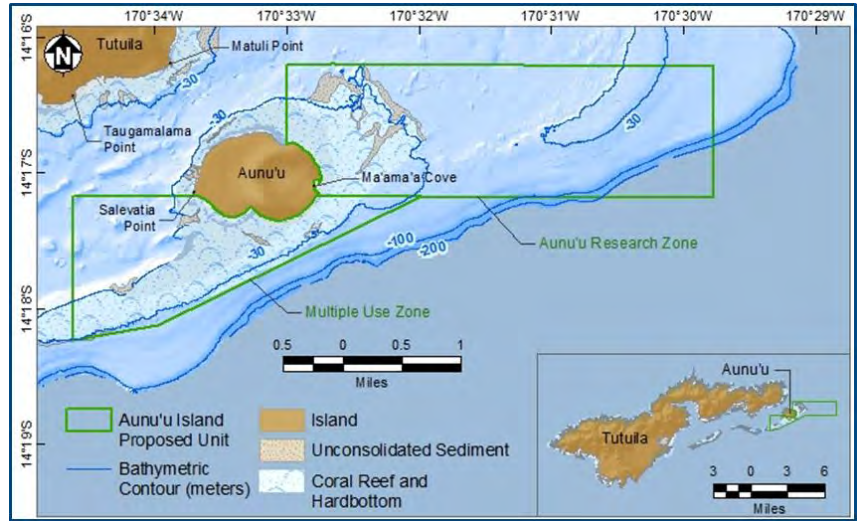 170°34'W 170°33'W 170°32'W 170°31'W 170°30'W 170°29'W
14°16'S
14°17'S
14°18'S
14°19'S
N
Tutuila
Matuli Point
-30
-30
-30
Taugamalama
Point
Aunu'u
Ma'ama'a Cove
Salevatia
Point
-30
-100
-200
Aunu'u Research Zone
Multiple Use Zone
0.5 0 0.5 1
Miles
Aunu'u Island
Proposed Unit
Bathymetric
Contour (meters)
Island
Unconsolidated Sediment
Coral Reef and
Hardbottom
Aunu'u
Tutuila
3 0 3 6
Miles